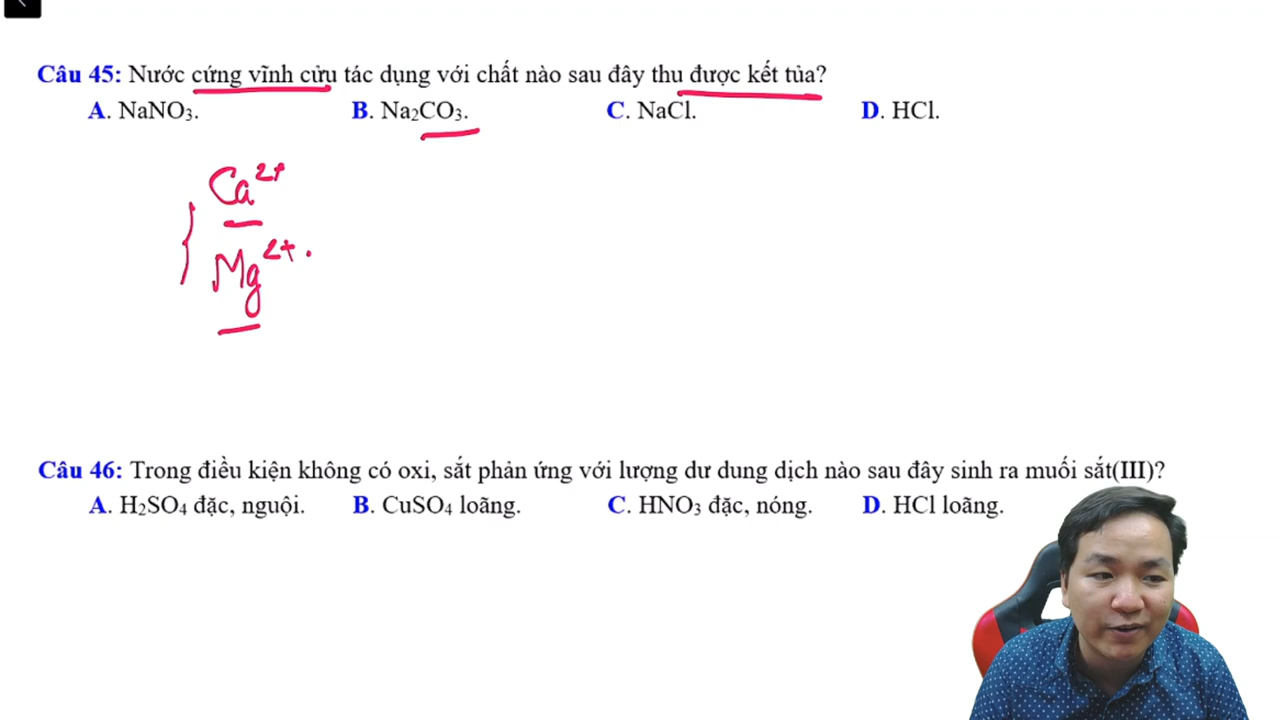 Câu 45: Nước cứng vĩnh cửu tác dụng với chất nào sau đây thu được kết tủa?
A. NaNO₃. B. Na₂CO₃. C. NaCl. D. HCl.
Ca²⁺
Mg²⁺.
Câu 46: Trong điều kiện không có oxi, sắt phản ứng với lượng dư dung dịch nào sau đây sinh ra muối sắt(III)?
A. H₂SO₄ đặc, nguội. B. CuSO₄ loãng. C. HNO₃ đặc, nóng. D. HCl loãng.